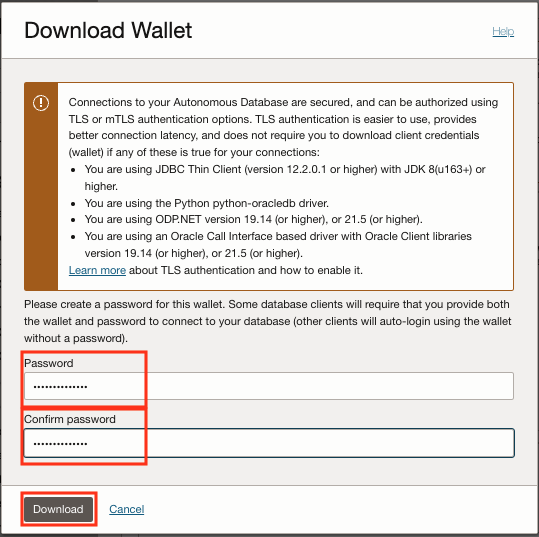 Download Wallet
Help
Connections to your Autonomous Database are secured, and can be authorized using
TLS or mTLS authentication options. TLS authentication is easier to use, provides
better connection latency, and does not require you to download client credentials
(wallet) if any of these is true for your connections:
• You are using JDBC Thin Client (version 12.2.0.1 or higher) with JDK 8(u163+) or
higher.
• You are using the Python python-oracledb driver.
• You are using ODP.NET version 19.14 (or higher), or 21.5 (or higher).
• You are using an Oracle Call Interface based driver with Oracle Client libraries
version 19.14 (or higher), or 21.5 (or higher).
Learn more about TLS authentication and how to enable it.
Please create a password for this wallet. Some database clients will require that you provide both
the wallet and password to connect to your database (other clients will auto-login using the wallet
without a password).
Password
••••••••••••••
Confirm password
••••••••••••••
Download
Cancel